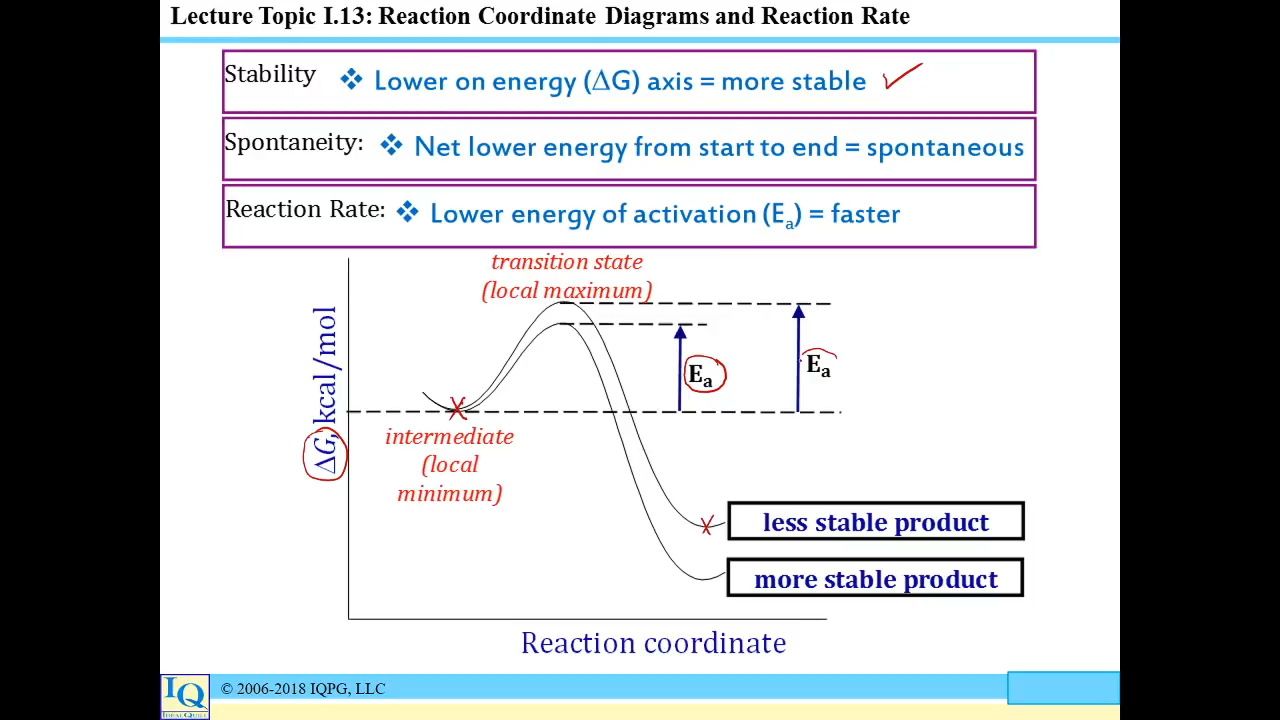 Lecture Topic I.13: Reaction Coordinate Diagrams and Reaction Rate
Stability ❖ Lower on energy (ΔG) axis = more stable
Spontaneity: ❖ Net lower energy from start to end = spontaneous
Reaction Rate: ❖ Lower energy of activation (Ea) = faster
transition state
(local maximum)
ΔG, kcal/mol
Ea
Ea
intermediate
(local
minimum)
less stable product
more stable product
Reaction coordinate
IQ
© 2006-2018 IQPG, LLC